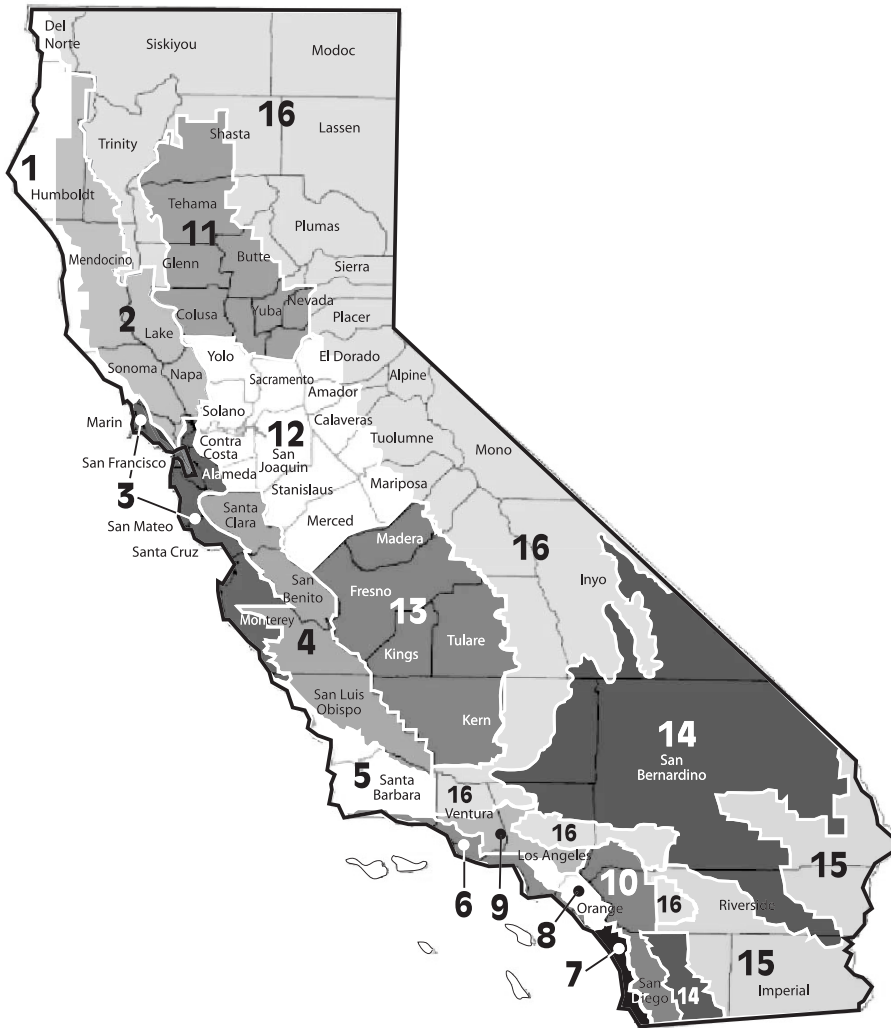 Del
Norte
Siskiyou
Modoc
16
Trinity
Shasta
Lassen
1
Humboldt
Tehama
11
Plumas
Mendocino
Glenn
Butte
Sierra
2
Colusa
Yuba
Nevada
Placer
Lake
Yolo
El Dorado
Sonoma
Napa
Sacramento
Alpine
Amador
Marin
Solano
Calaveras
Contra
Costa
12
Tuolumne
Mono
San Francisco
San
Joaquin
Alameda
3
Stanislaus
Mariposa
Santa
Clara
Merced
San Mateo
Santa Cruz
Madera
16
Inyo
San
Benito
Fresno
13
Monterey
4
Kings
Tulare
San Luis
Obispo
Kern
14
San
Bernardino
5
Santa
Barbara
16
Ventura
16
Los Angeles
15
10
6
9
Orange
16
Riverside
8
7
15
San
Diego
14
Imperial